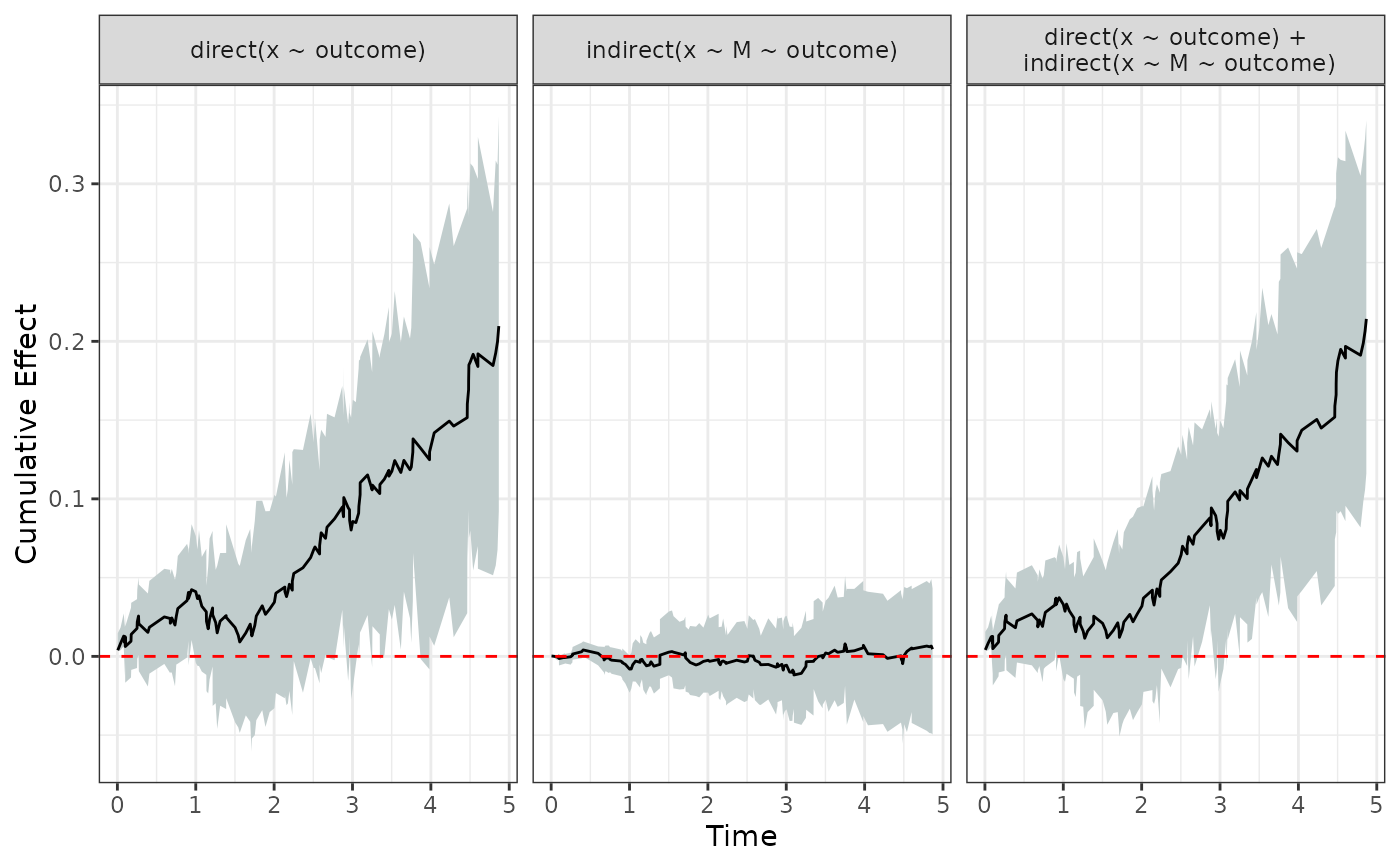 direct(x ~ outcome)
indirect(x ~ M ~ outcome)
direct(x ~ outcome) +
indirect(x ~ M ~ outcome)
Cumulative Effect
0.3
0.2
0.1
0.0
0 1 2 3 4 5
0 1 2 3 4 5
0 1 2 3 4 5
Time